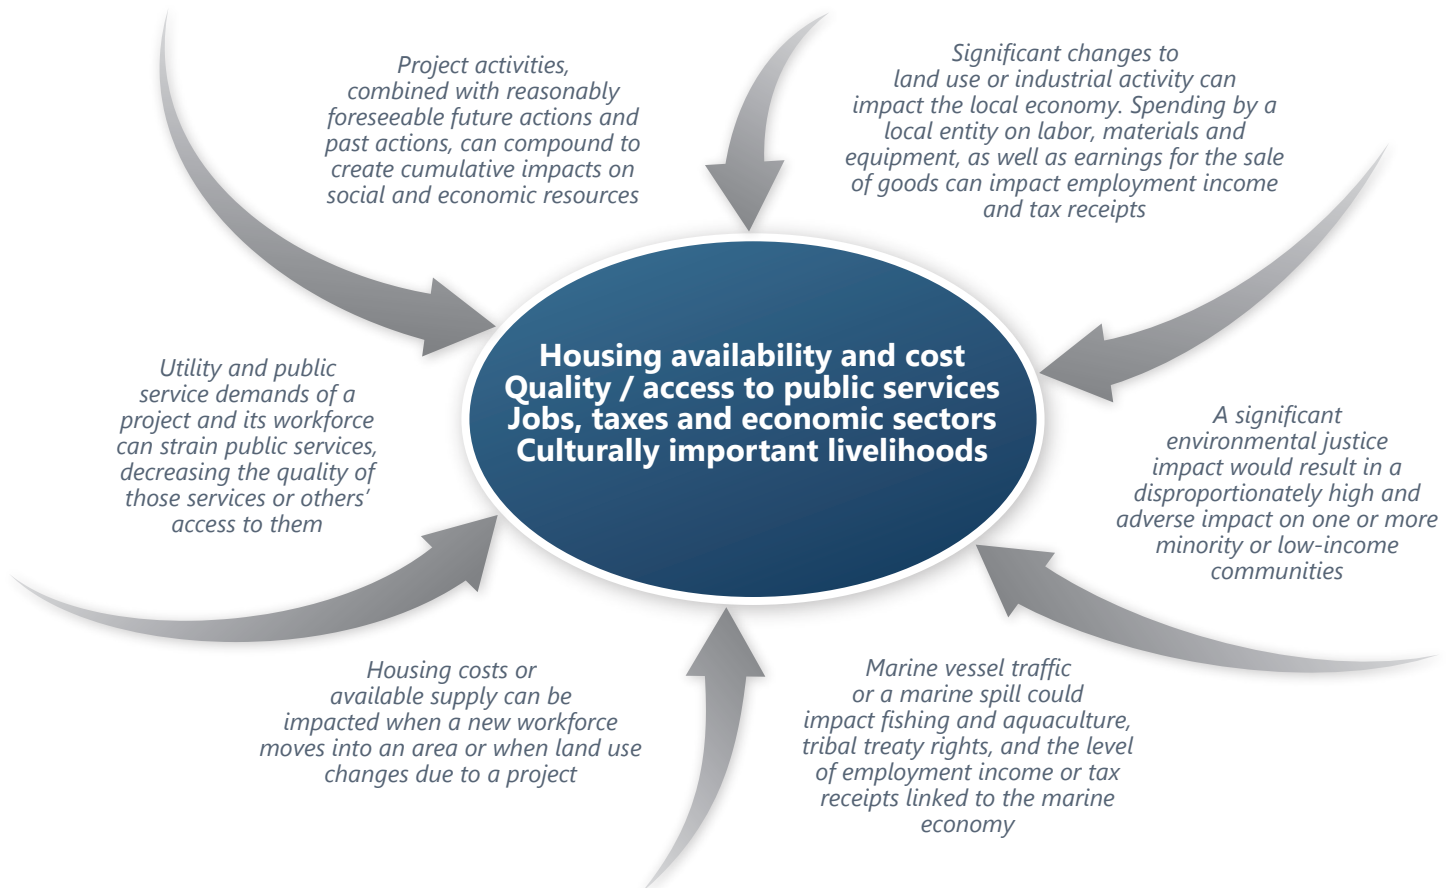 Project activities,
combined with reasonably
foreseeable future actions and
past actions, can compound to
create cumulative impacts on
social and economic resources
Significant changes to
land use or industrial activity can
impact the local economy. Spending by a
local entity on labor, materials and
equipment, as well as earnings for the sale
of goods can impact employment income
and tax receipts
Housing availability and cost
Quality / access to public services
Jobs, taxes and economic sectors
Culturally important livelihoods
Utility and public
service demands of a
project and its workforce
can strain public services,
decreasing the quality of
those services or others’
access to them
A significant
environmental justice
impact would result in a
disproportionately high and
adverse impact on one or more
minority or low-income
communities
Housing costs or
available supply can be
impacted when a new workforce
moves into an area or when land use
changes due to a project
Marine vessel traffic
or a marine spill could
impact fishing and aquaculture,
tribal treaty rights, and the level
of employment income or tax
receipts linked to the marine
economy